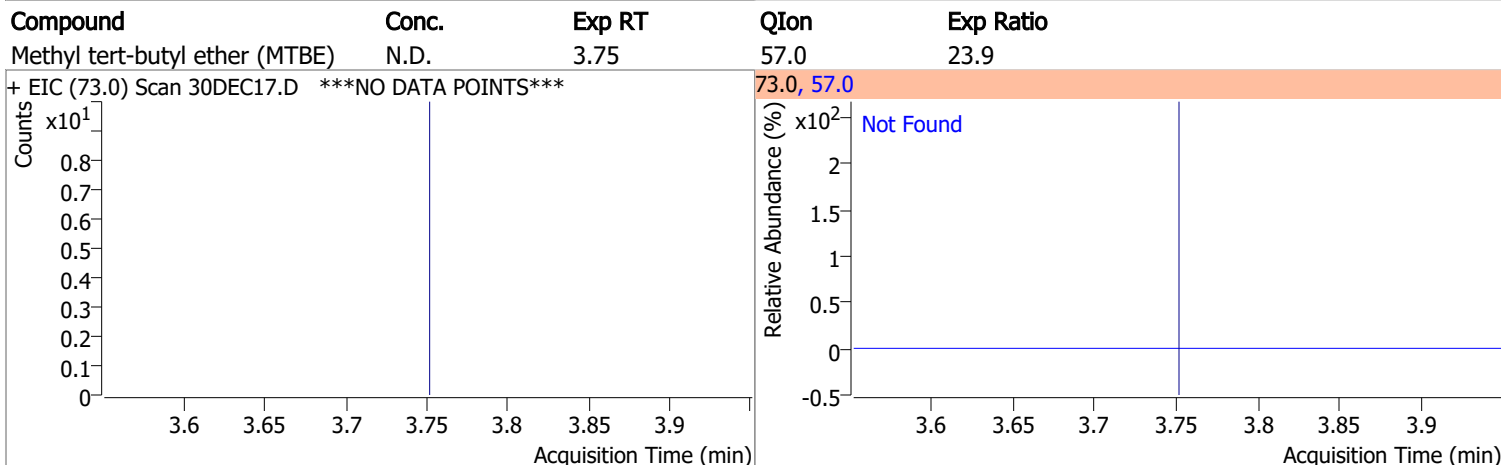 Compound Conc. Exp RT QIon Exp Ratio
Methyl tert-butyl ether (MTBE) N.D. 3.75 57.0 23.9
+ EIC (73.0) Scan 30DEC17.D ***NO DATA POINTS***
Counts
x10¹
0.8
0.7
0.6
0.5
0.4
0.3
0.2
0.1
0
3.6 3.65 3.7 3.75 3.8 3.85 3.9
Acquisition Time (min)
73.0, 57.0
Relative Abundance (%)
x10²
Not Found
2
1.5
1
0.5
0
-0.5
3.6 3.65 3.7 3.75 3.8 3.85 3.9
Acquisition Time (min)